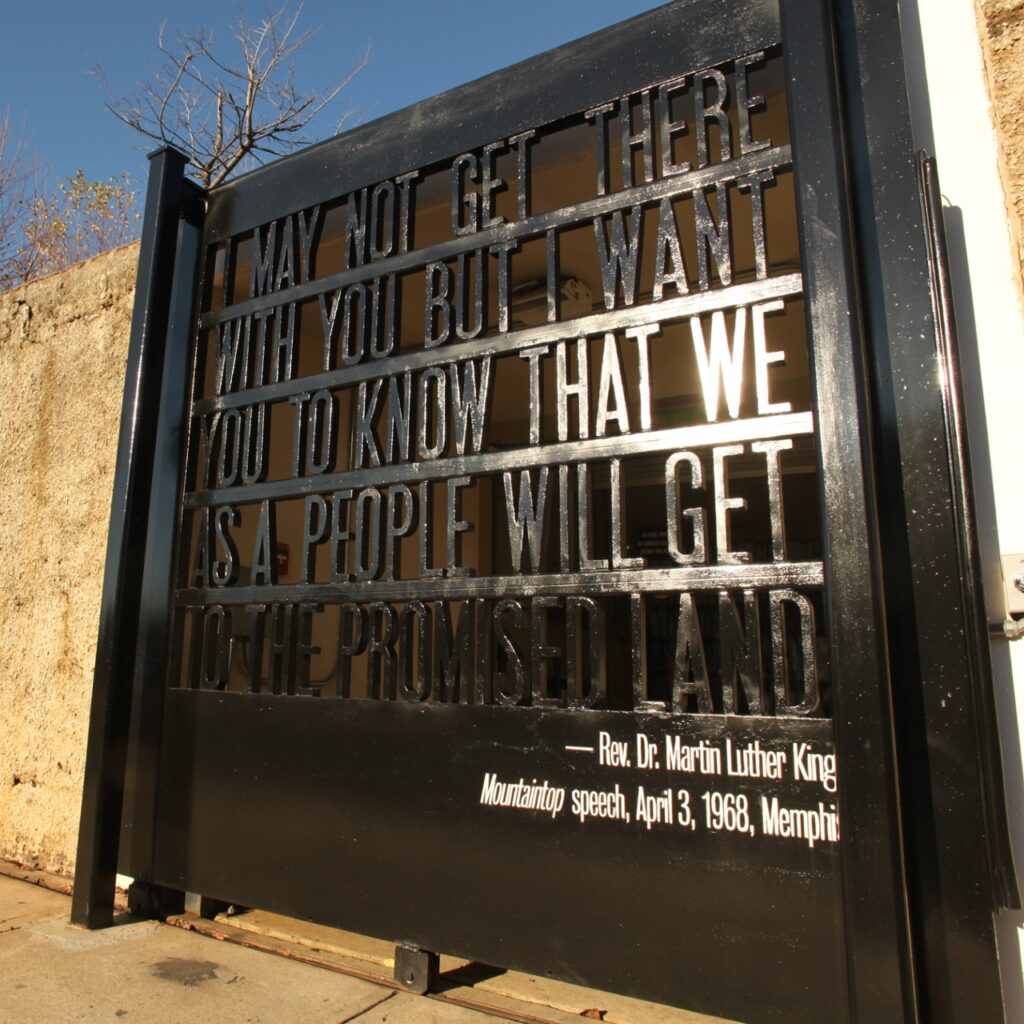 I MAY NOT GET THERE
WITH YOU BUT I WANT
YOU TO KNOW THAT WE
AS A PEOPLE WILL GET
TO THE PROMISED LAND
— Rev. Dr. Martin Luther King
Mountaintop speech, April 3, 1968, Memphis